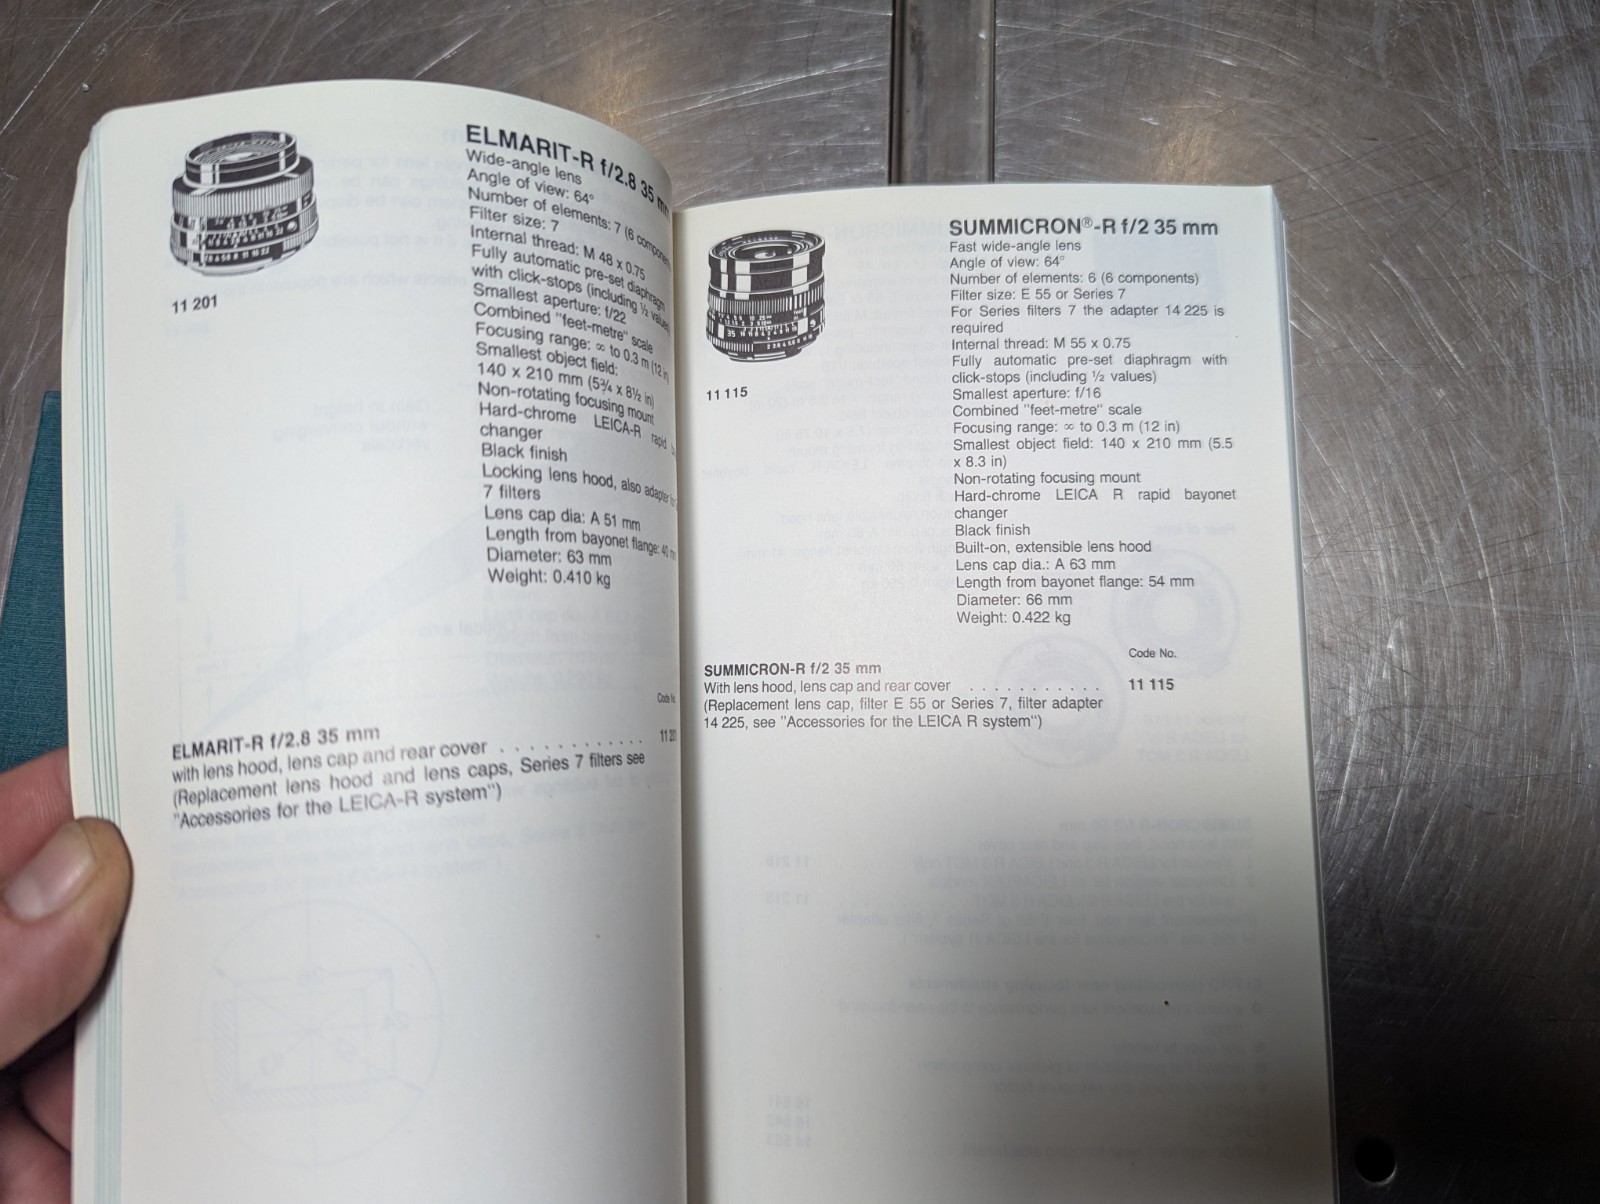 ELMARIT-R f/2.8 35 mm
Wide-angle lens
Angle of view: 64°
Number of elements: 7 (6 components)
Filter size: 7
Internal thread: M 48 x 0.75
Fully automatic pre-set diaphragm
with click-stops (including ½ values)
Smallest aperture: f/22
Combined "feet-metre" scale
Focusing range: ∞ to 0.3 m (12 in)
Smallest object field:
140 x 210 mm (5¾ x 8½ in)
Non-rotating focusing mount
Hard-chrome LEICA-R rapid
changer
Black finish
Locking lens hood, also adapter for
7 filters
Lens cap dia: A 51 mm
Length from bayonet flange: 40 mm
Diameter: 63 mm
Weight: 0.410 kg
11 201
Code No.
ELMARIT-R f/2.8 35 mm
with lens hood, lens cap and rear cover . . . . . . . . . . . . 11 201
(Replacement lens hood and lens caps, Series 7 filters see
"Accessories for the LEICA-R system")
SUMMICRON®-R f/2 35 mm
Fast wide-angle lens
Angle of view: 64°
Number of elements: 6 (6 components)
Filter size: E 55 or Series 7
For Series filters 7 the adapter 14 225 is
required
Internal thread: M 55 x 0.75
Fully automatic pre-set diaphragm with
click-stops (including ½ values)
Smallest aperture: f/16
Combined "feet-metre" scale
Focusing range: ∞ to 0.3 m (12 in)
Smallest object field: 140 x 210 mm (5.5
x 8.3 in)
Non-rotating focusing mount
Hard-chrome LEICA R rapid bayonet
changer
Black finish
Built-on, extensible lens hood
Lens cap dia.: A 63 mm
Length from bayonet flange: 54 mm
Diameter: 66 mm
Weight: 0.422 kg
11 115
Code No.
SUMMICRON-R f/2 35 mm
With lens hood, lens cap and rear cover . . . . . . . . . . . 11 115
(Replacement lens cap, filter E 55 or Series 7, filter adapter
14 225, see "Accessories for the LEICA R system")